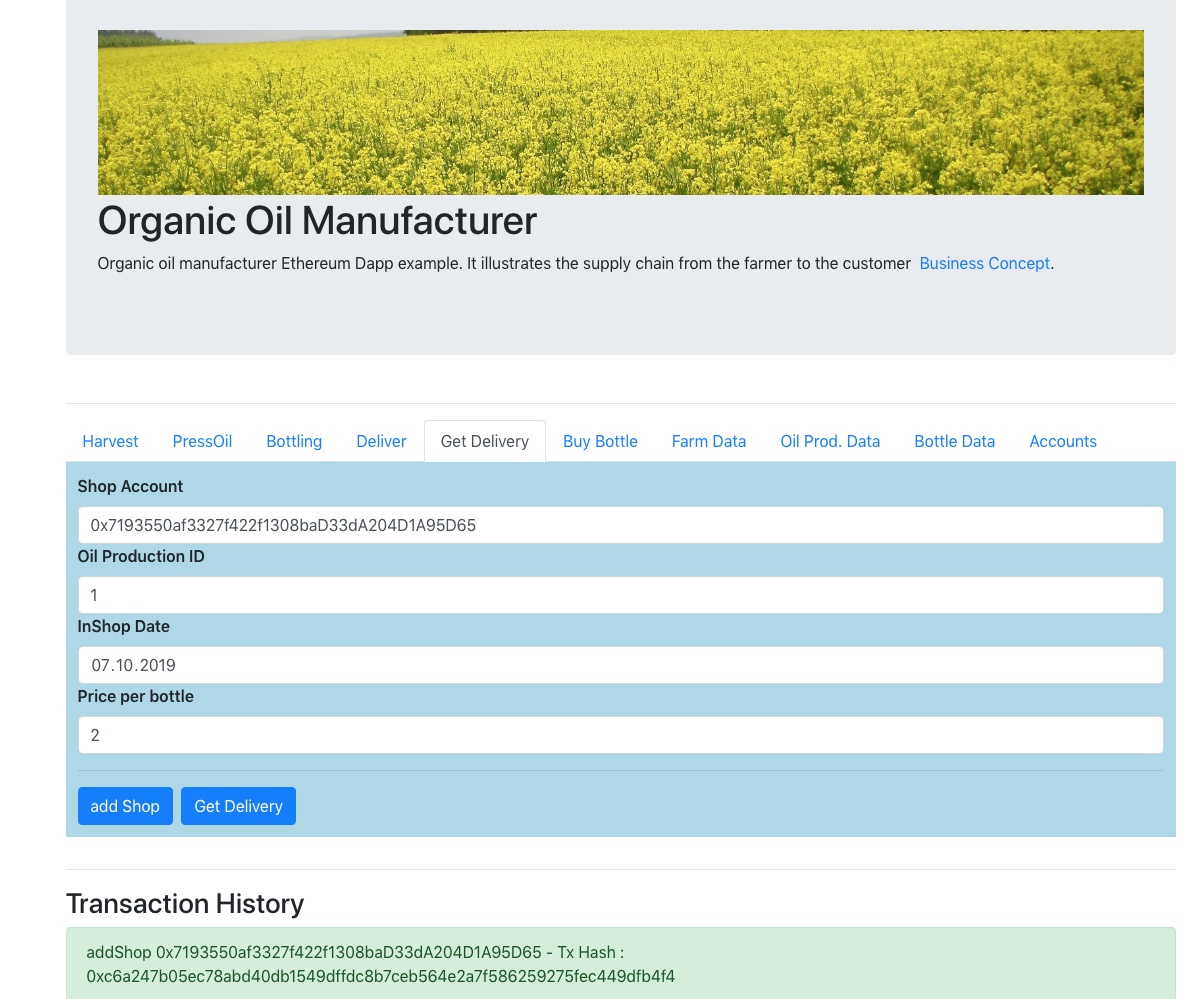 Organic Oil Manufacturer
Organic oil manufacturer Ethereum Dapp example. It illustrates the supply chain from the farmer to the customer Business Concept.
Harvest PressOil Bottling Deliver Get Delivery Buy Bottle Farm Data Oil Prod. Data Bottle Data Accounts
Shop Account
0x7193550af3327f422f1308baD33dA204D1A95D65
Oil Production ID
1
InShop Date
07.10.2019
Price per bottle
2
add Shop Get Delivery
Transaction History
addShop 0x7193550af3327f422f1308baD33dA204D1A95D65 - Tx Hash :
0xc6a247b05ec78abd40db1549dffdc8b7ceb564e2a7f586259275fec449dfb4f4